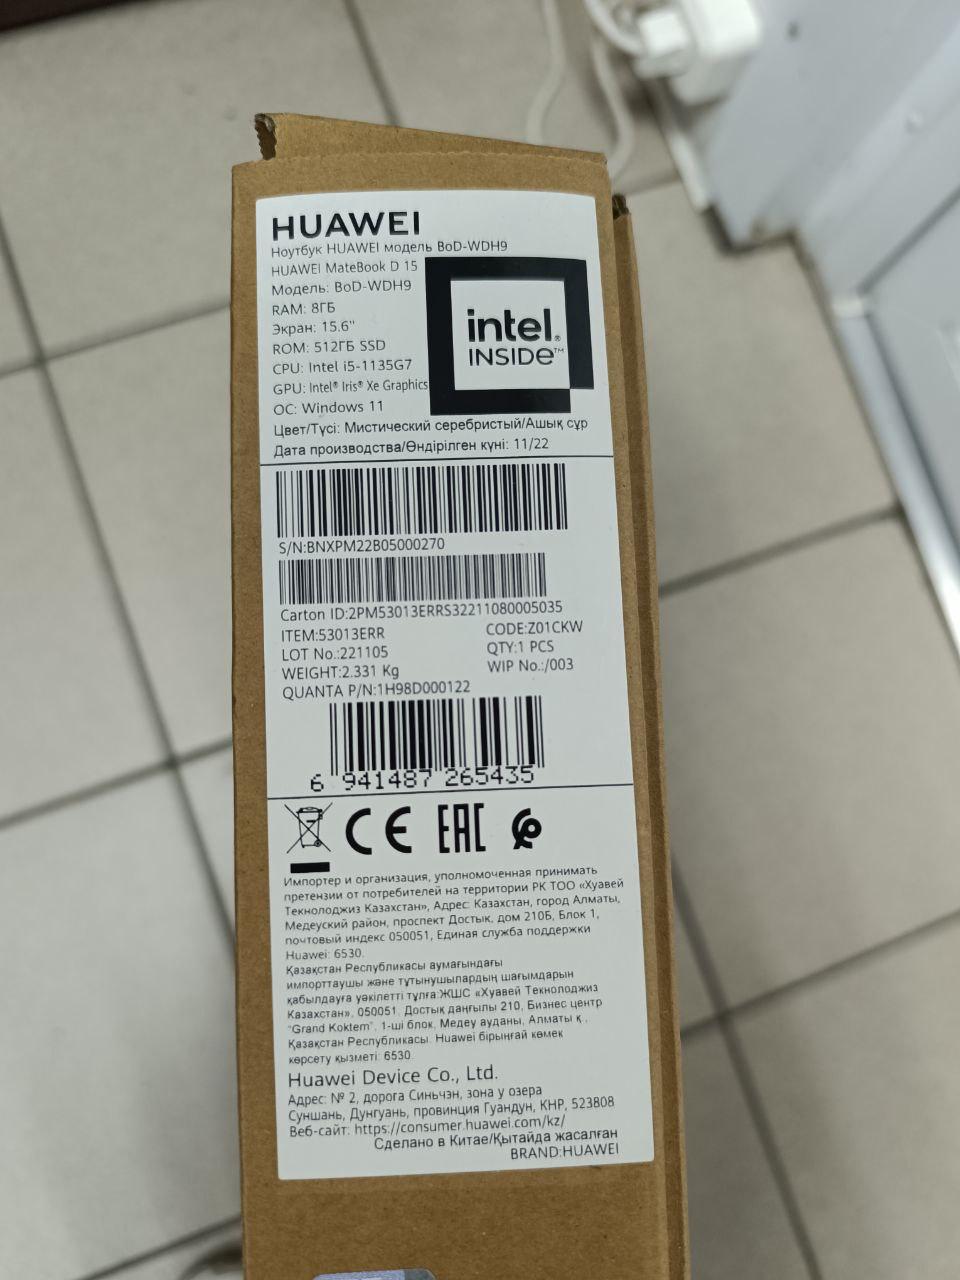 HUAWEI
Ноутбук HUAWEI модель BoD-WDH9
HUAWEI MateBook D 15
Модель: BoD-WDH9
RAM: 8ГБ
Экран: 15.6"
ROM: 512ГБ SSD
CPU: Intel i5-1135G7
GPU: Intel® Iris® Xe Graphics
ОС: Windows 11
intel®
INSIDE™
Цвет/Түсі: Мистический серебристый/Ашық сұр
Дата производства/Өндірілген күні: 11/22
S/N:BNXPM22B05000270
Carton ID:2PM53013ERRS32211080005035
ITEM:53013ERR CODE:Z01CKW
LOT No.:221105 QTY:1 PCS
WEIGHT:2.331 Kg WIP No.:/003
QUANTA P/N:1H98D000122
6 941487 265435
CE EAC
Импортер и организация, уполномоченная принимать
претензии от потребителей на территории РК ТОО «Хуавей
Текнолоджиз Казахстан», Адрес: Казахстан, город Алматы,
Медеуский район, проспект Достык, дом 210Б, Блок 1,
почтовый индекс 050051, Единая служба поддержки
Huawei: 6530.
Қазақстан Республикасы аумағындағы
импорттаушы және тұтынушылардың шағымдарын
қабылдауға уәкілетті тұлға:ЖШС «Хуавей Текнолоджиз
Казахстан», 050051, Достық даңғылы 210, Бизнес центр
"Grand Koktem", 1-ші блок, Медеу ауданы, Алматы қ.,
Қазақстан Республикасы. Huawei бірыңғай көмек
көрсету қызметі: 6530.
Huawei Device Co., Ltd.
Адрес: № 2, дорога Синьчэн, зона у озера
Суншань, Дунгуань, провинция Гуандун, КНР, 523808
Веб-сайт: https://consumer.huawei.com/kz/
Сделано в Китае/Қытайда жасалған
BRAND:HUAWEI